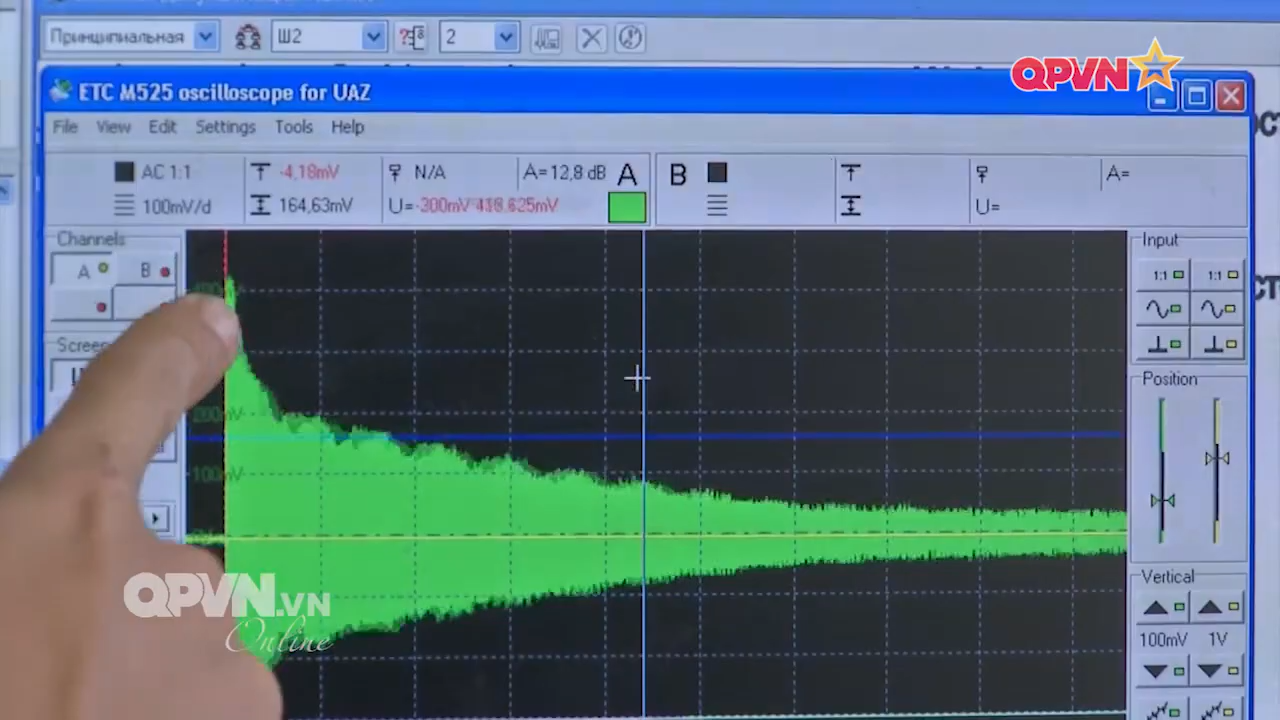 Принципиальная Ш2 2
QPVN
ETC M525 oscilloscope for UAZ
File View Edit Settings Tools Help
AC 1:1 -4,18mV N/A A=12,8 dB A B A=
100mV/d 164,63mV U=-300mV 418,625mV U=
Channels
A B
Input
1:1 1:1
200mV
100mV
Position
Vertical
100mV 1V
QPVN.VN
Online